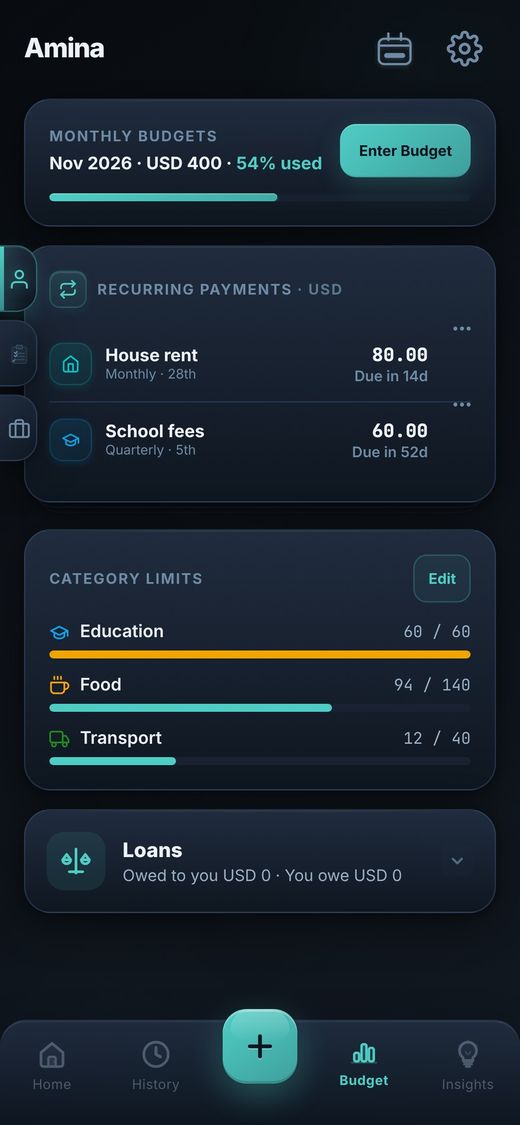 Amina
MONTHLY BUDGETS
Nov 2026 · USD 400 · 54% used
Enter Budget
RECURRING PAYMENTS · USD
House rent
80.00
Monthly · 28th
Due in 14d
School fees
60.00
Quarterly · 5th
Due in 52d
CATEGORY LIMITS
Edit
Education
60 / 60
Food
94 / 140
Transport
12 / 40
Loans
Owed to you USD 0 · You owe USD 0
Home
History
Budget
Insights